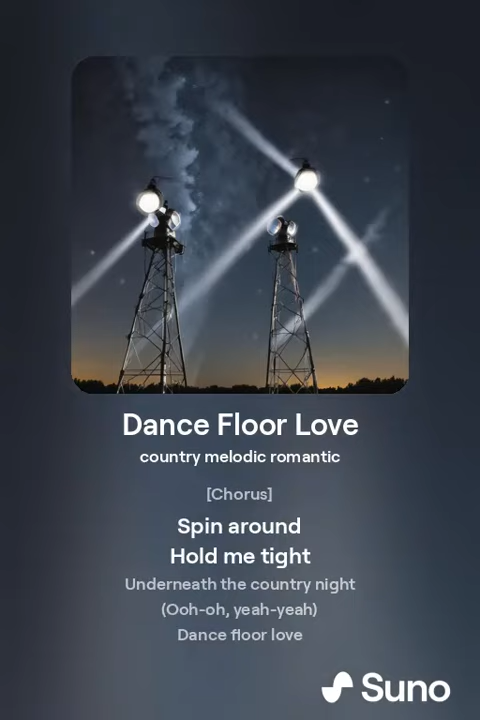 Dance Floor Love
country melodic romantic
[Chorus]
Spin around
Hold me tight
Underneath the country night
(Ooh-oh, yeah-yeah)
Dance floor love
Suno